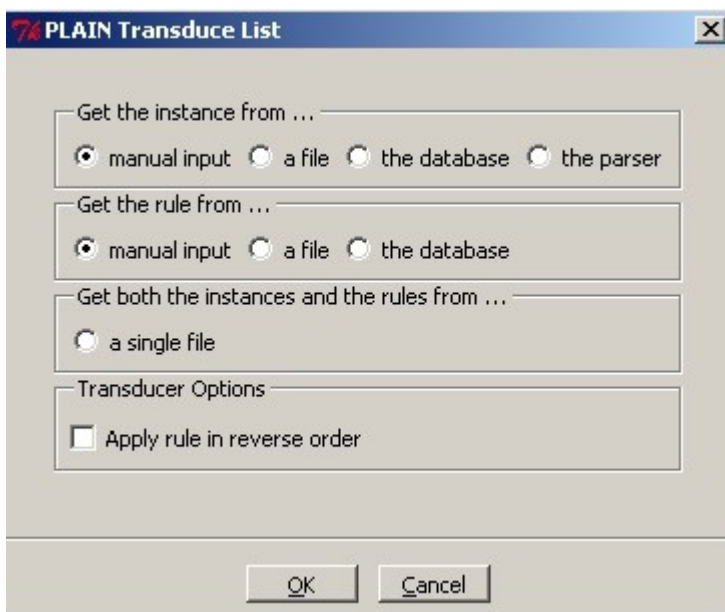 PLAIN Transduce List
Get the instance from ...
manual input a file the database the parser
Get the rule from ...
manual input a file the database
Get both the instances and the rules from ...
a single file
Transducer Options
Apply rule in reverse order
OK Cancel